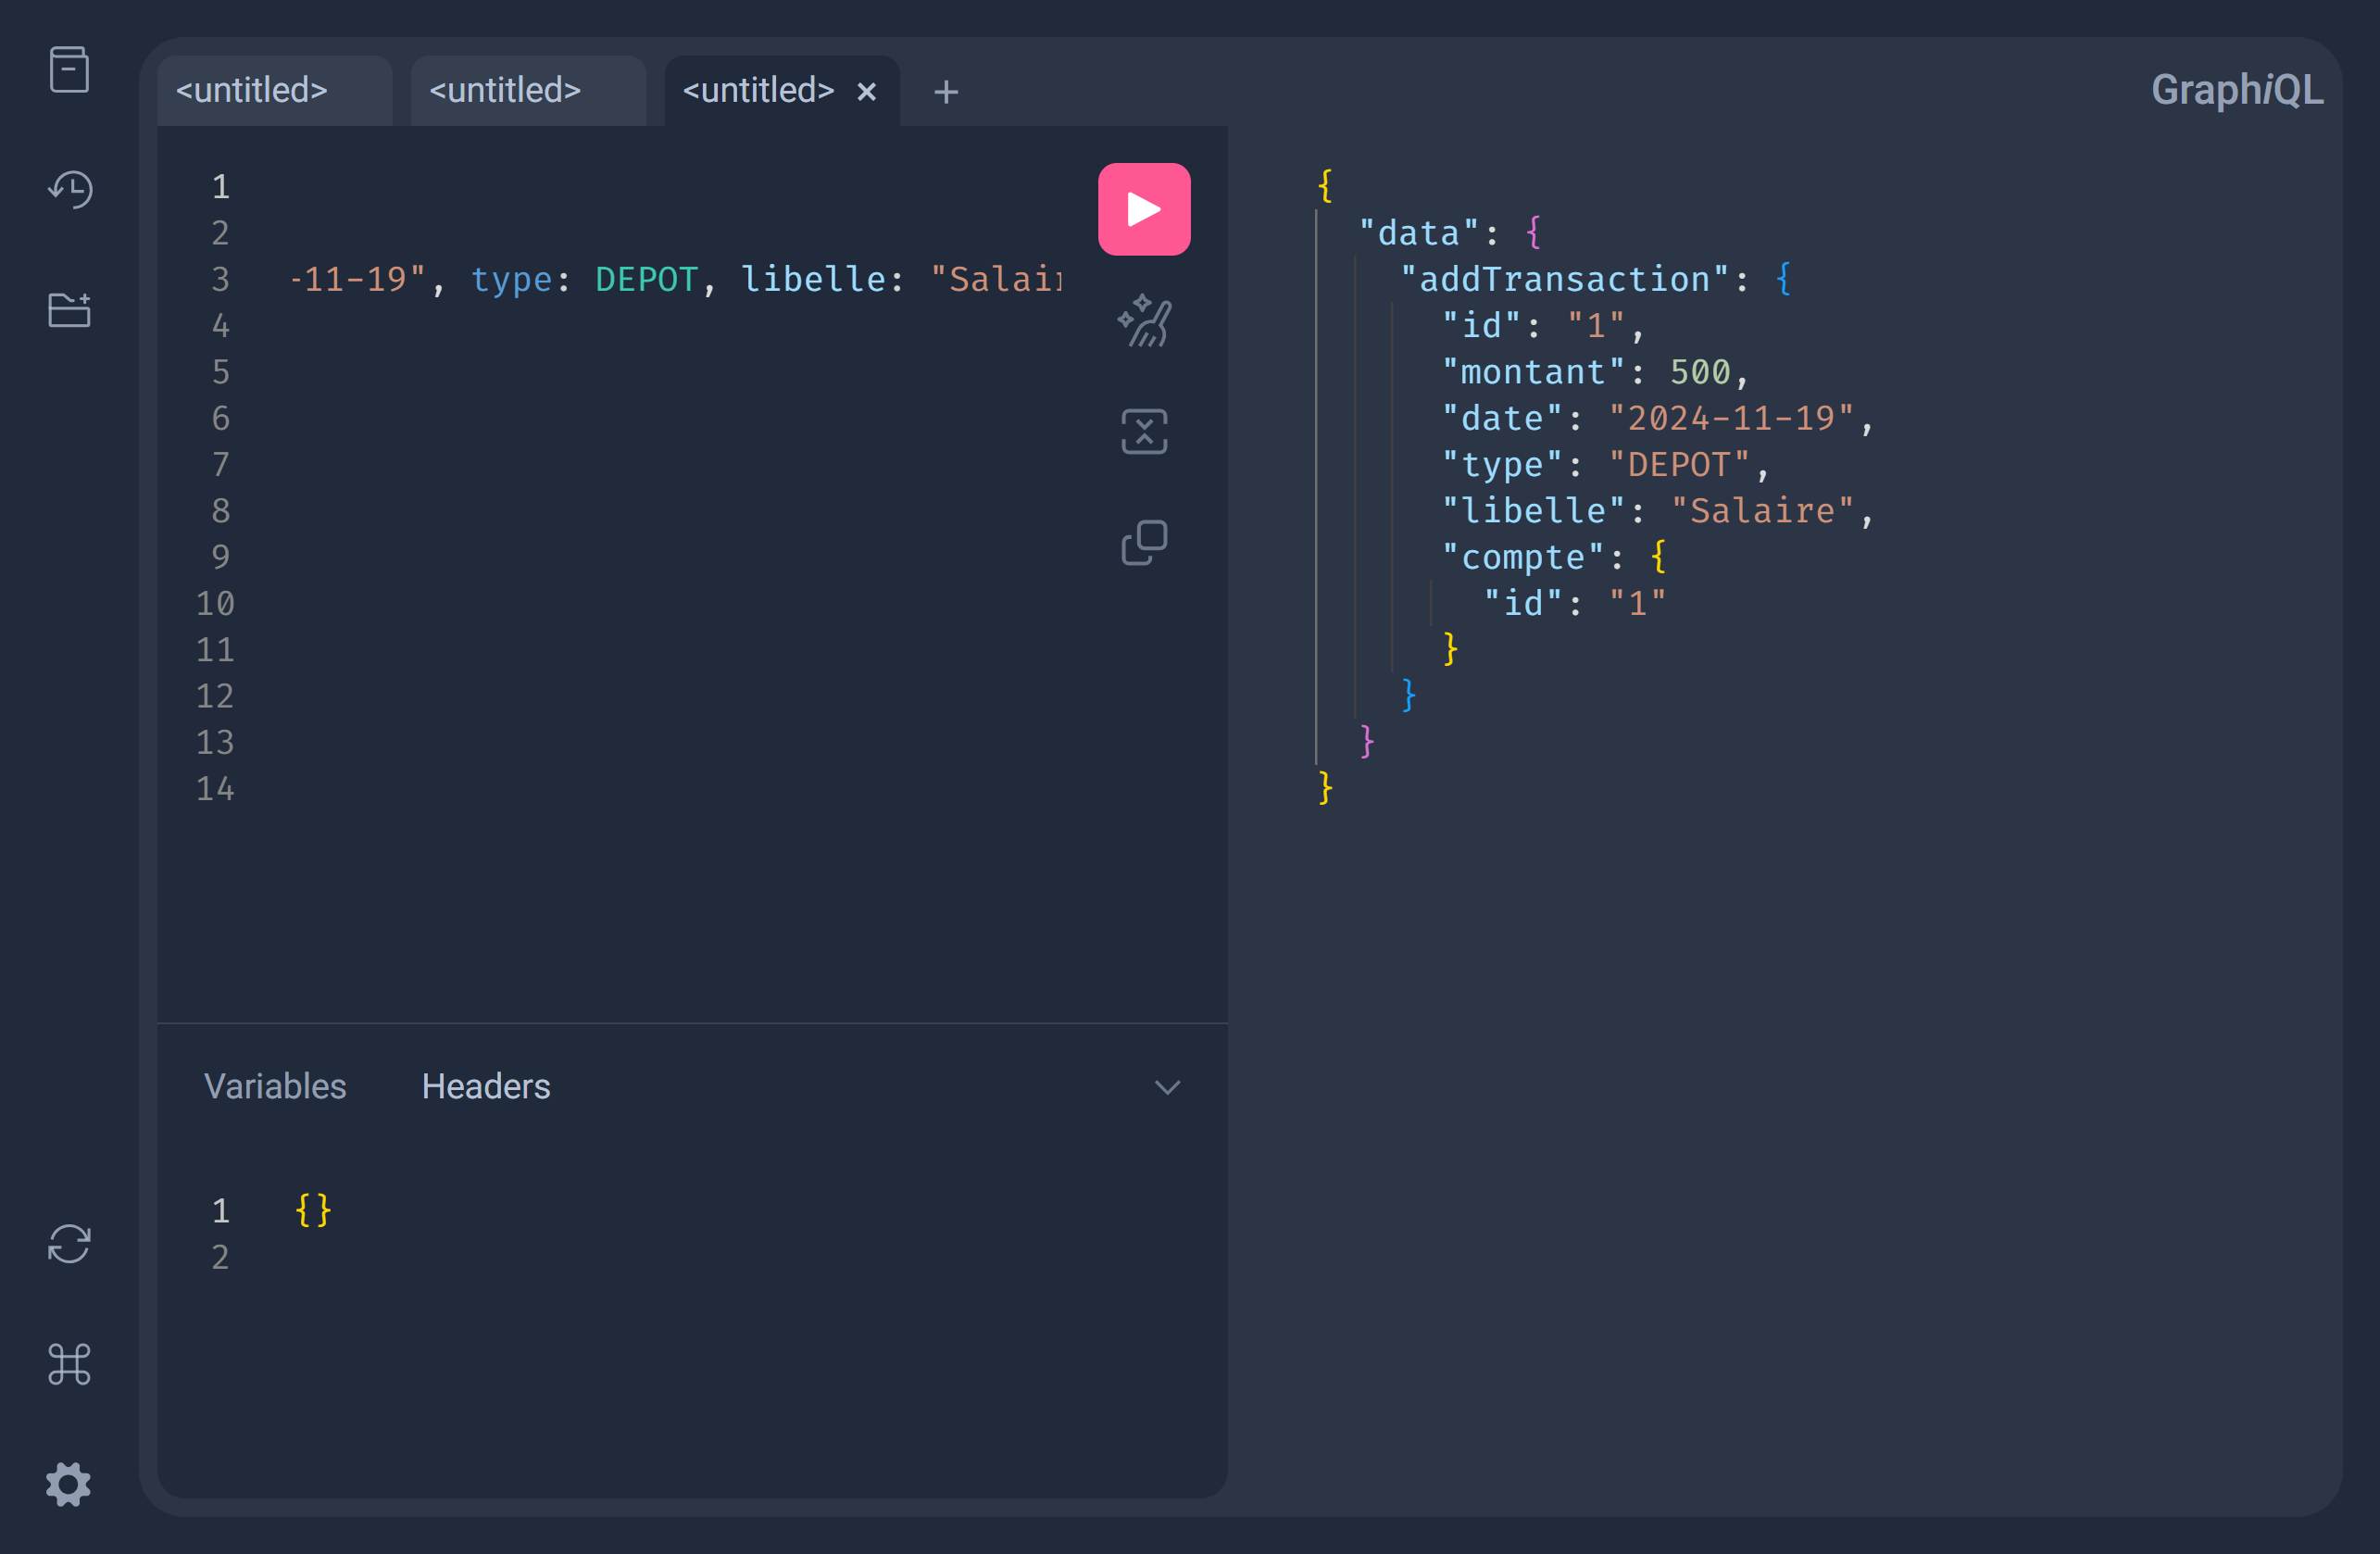 <untitled> <untitled> <untitled> × +
GraphiQL
1
2
3 -11-19", type: DEPOT, libelle: "Salai
4
5
6
7
8
9
10
11
12
13
14
Variables Headers
1 {}
2
{
"data": {
"addTransaction": {
"id": "1",
"montant": 500,
"date": "2024-11-19",
"type": "DEPOT",
"libelle": "Salaire",
"compte": {
"id": "1"
}
}
}
}